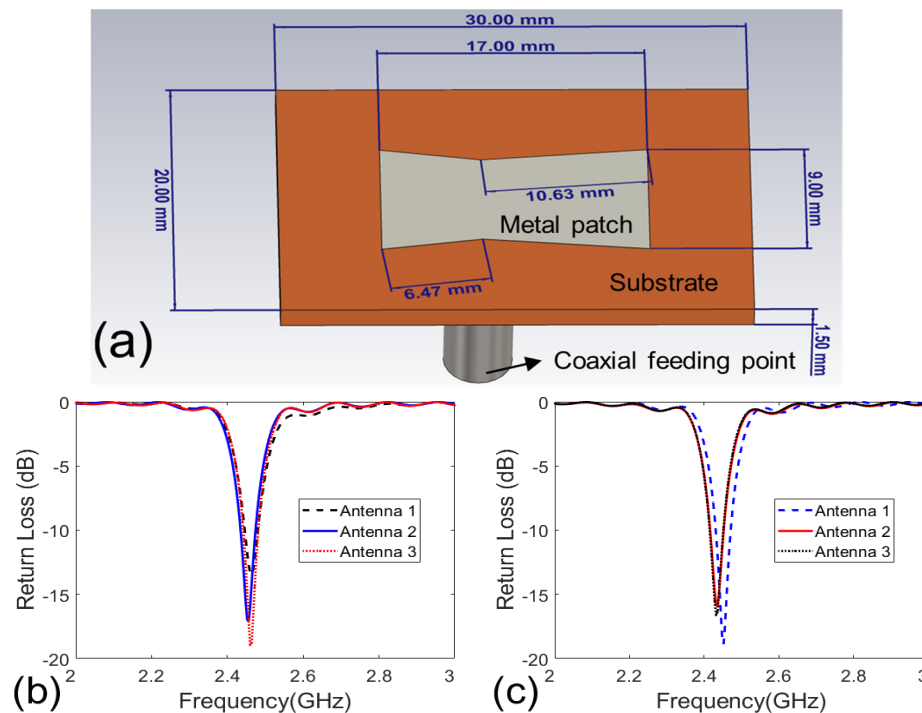 30.00 mm
17.00 mm
20.00 mm
10.63 mm
9.00 mm
Metal patch
6.47 mm
Substrate
1.50 mm
(a)
Coaxial feeding point
0
-5
-10
-15
-20
Return Loss (dB)
Antenna 1
Antenna 2
Antenna 3
2
2.2
2.4
2.6
2.8
3
Frequency(GHz)
(b)
0
-5
-10
-15
-20
Return Loss (dB)
Antenna 1
Antenna 2
Antenna 3
2
2.2
2.4
2.6
2.8
3
Frequency(GHz)
(c)